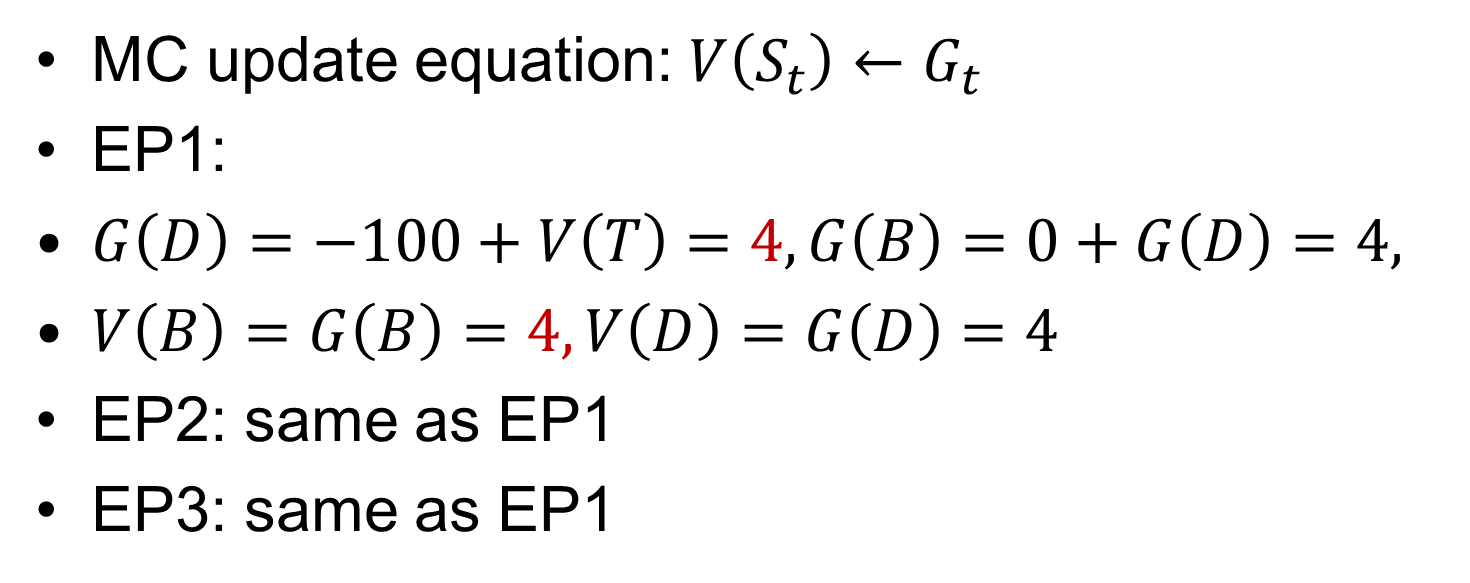 • MC update equation: V(S_t) ← G_t
• EP1:
• G(D) = −100 + V(T) = 4, G(B) = 0 + G(D) = 4,
• V(B) = G(B) = 4, V(D) = G(D) = 4
• EP2: same as EP1
• EP3: same as EP1